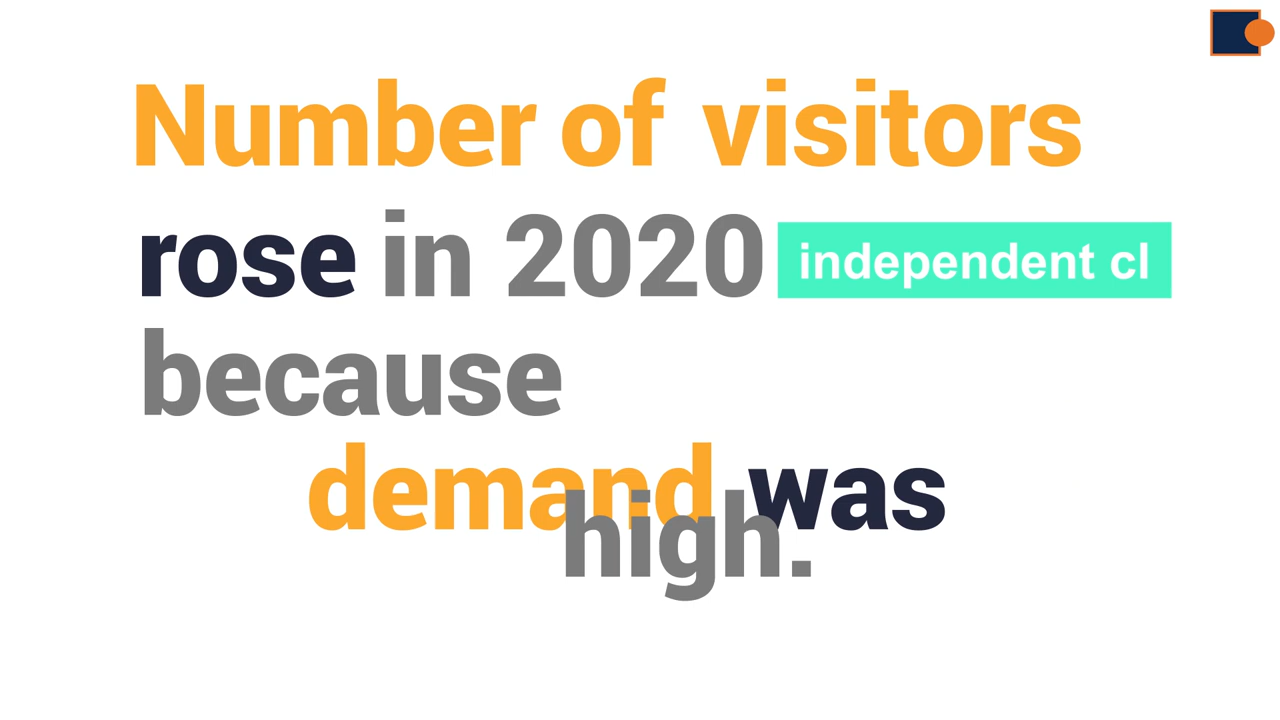 Number of visitors
rose in 2020 independent cl
because
demand was
high.